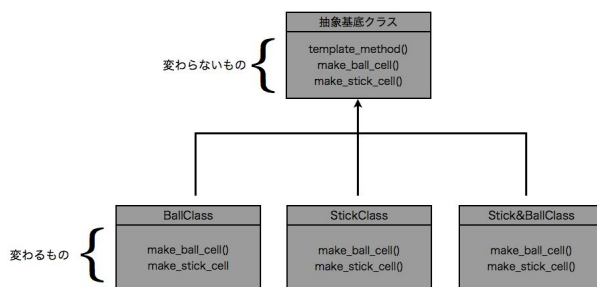 抽象基底クラス
template_method()
make_ball_cell()
make_stick_cell()
変わらないもの
BallClass
make_ball_cell()
make_stick_cell
StickClass
make_ball_cell()
make_stick_cell()
Stick&BallClass
make_ball_cell()
make_stick_cell()
変わるもの